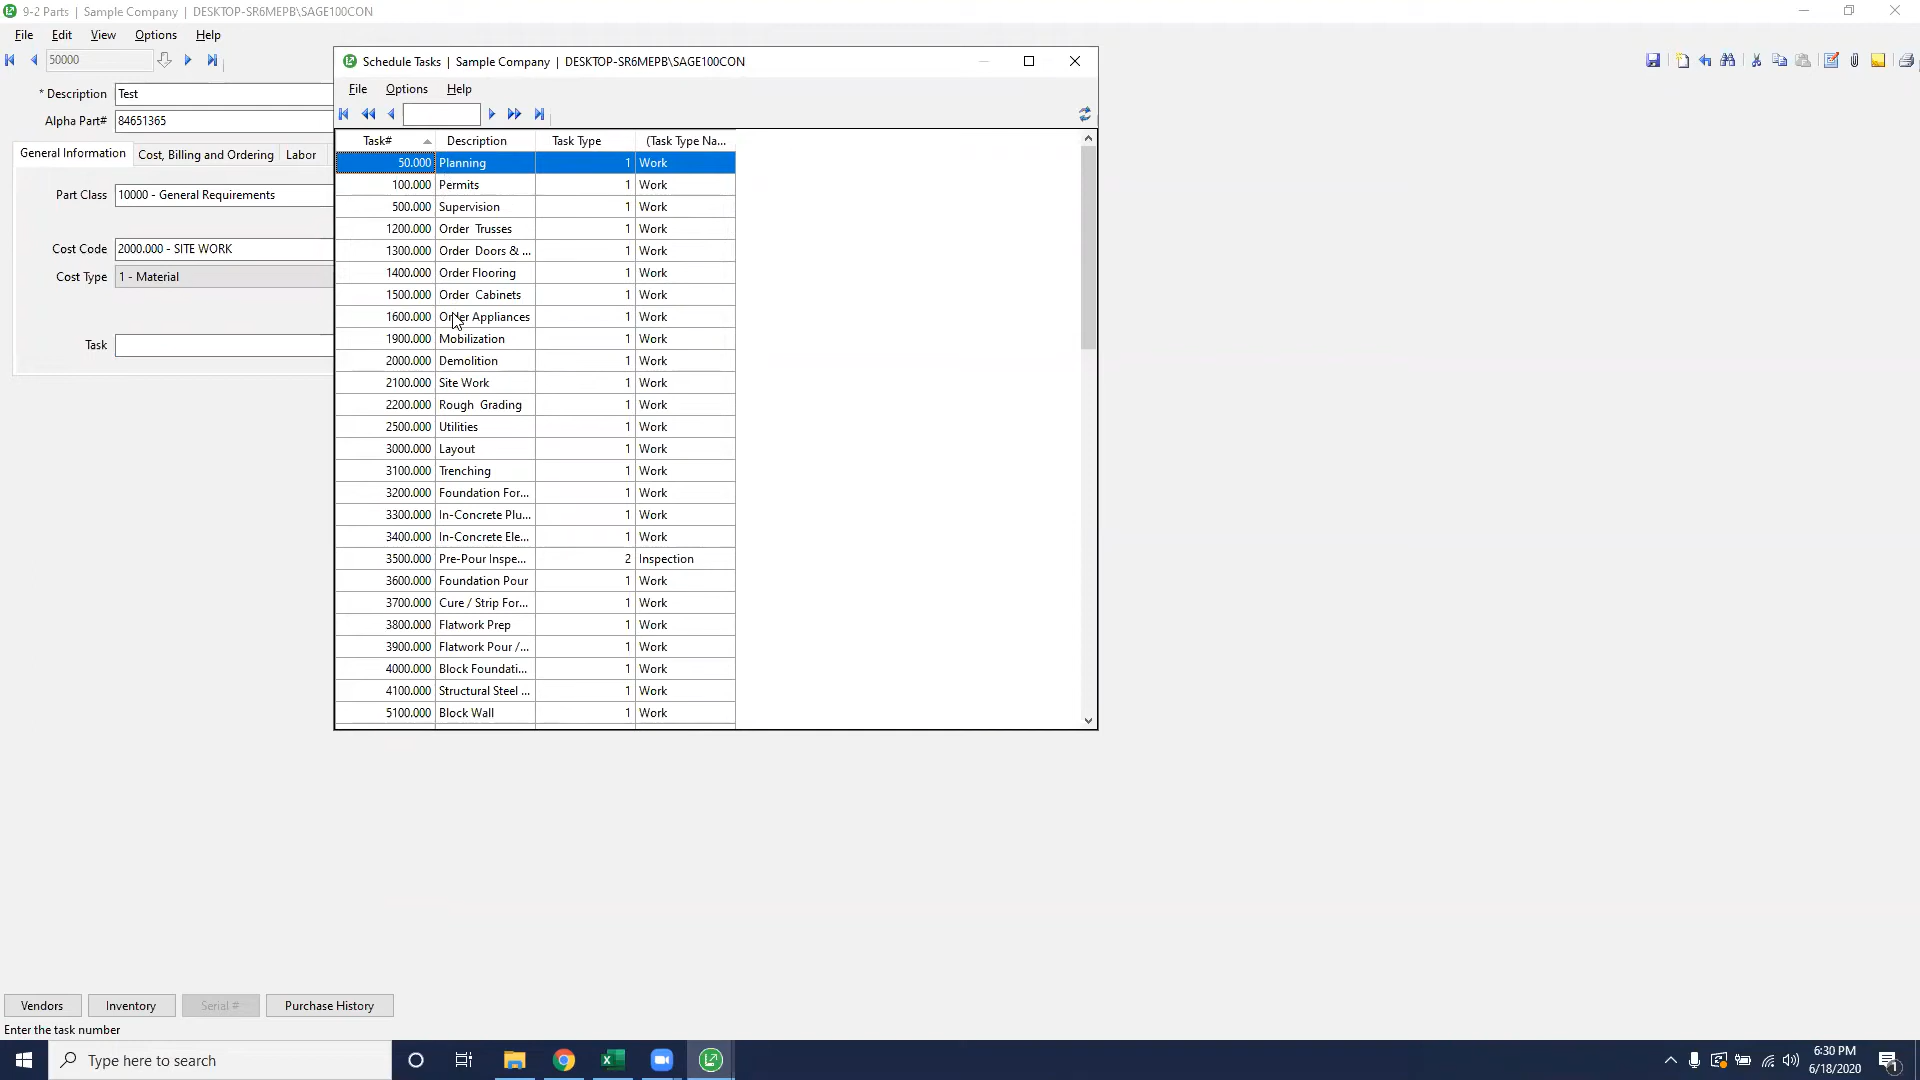 9-2 Parts | Sample Company | DESKTOP-SR6MEPB\SAGE100CON
File Edit View Options Help
50000
* Description Test
Alpha Part# 84651365
General Information Cost, Billing and Ordering Labor
Part Class 10000 - General Requirements
Cost Code 2000.000 - SITE WORK
Cost Type 1 - Material
Task
Schedule Tasks | Sample Company | DESKTOP-SR6MEPB\SAGE100CON
File Options Help
Task# Description Task Type (Task Type Na...
50.000 Planning 1 Work
100.000 Permits 1 Work
500.000 Supervision 1 Work
1200.000 Order Trusses 1 Work
1300.000 Order Doors & ... 1 Work
1400.000 Order Flooring 1 Work
1500.000 Order Cabinets 1 Work
1600.000 Order Appliances 1 Work
1900.000 Mobilization 1 Work
2000.000 Demolition 1 Work
2100.000 Site Work 1 Work
2200.000 Rough Grading 1 Work
2500.000 Utilities 1 Work
3000.000 Layout 1 Work
3100.000 Trenching 1 Work
3200.000 Foundation For... 1 Work
3300.000 In-Concrete Plu... 1 Work
3400.000 In-Concrete Ele... 1 Work
3500.000 Pre-Pour Inspe... 2 Inspection
3600.000 Foundation Pour 1 Work
3700.000 Cure / Strip For... 1 Work
3800.000 Flatwork Prep 1 Work
3900.000 Flatwork Pour /... 1 Work
4000.000 Block Foundati... 1 Work
4100.000 Structural Steel ... 1 Work
5100.000 Block Wall 1 Work
Vendors Inventory Serial # Purchase History
Enter the task number
Type here to search
6:30 PM
6/18/2020
1